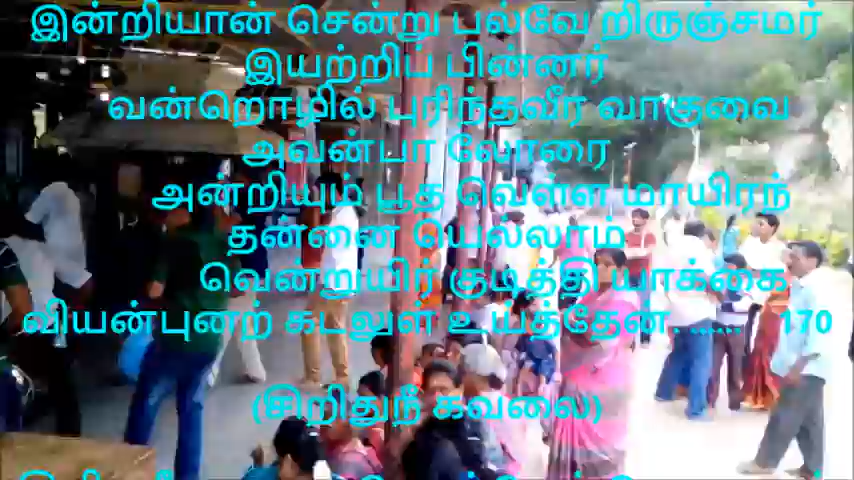 இன்றியான் சென்று பல்வே றிருஞ்சமர்
இயற்றிப் பின்னர்
வன்றொழில் புரிந்தவீர வாகுவை
அவன்பா லோரை
அன்றியும் பூத வெள்ள மாயிரந்
தன்னை யெல்லாம்
வென்றுயிர் குடித்தி யாக்கை
வியன்புனற் கடலுள் உய்த்தேன். ...... 170
(சிறிதுநீ கவலை)